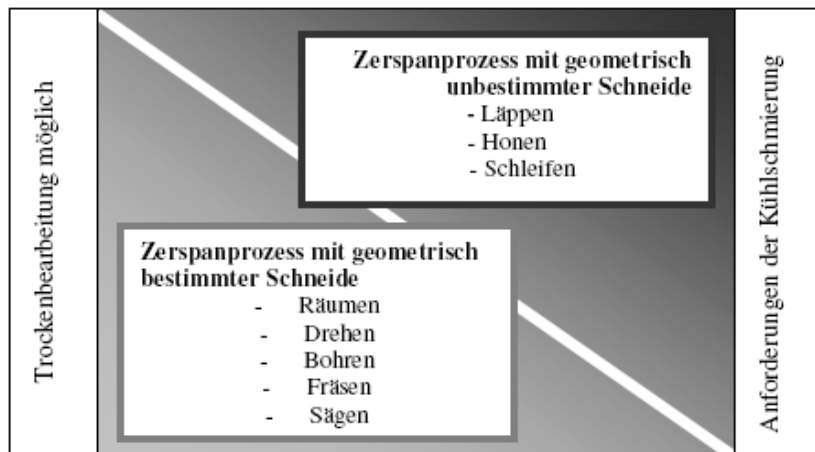 Trockenbearbeitung möglich
Zerspanprozess mit geometrisch
unbestimmter Schneide
- Läppen
- Honen
- Schleifen
Zerspanprozess mit geometrisch
bestimmter Schneide
- Räumen
- Drehen
- Bohren
- Fräsen
- Sägen
Anforderungen der Kühlschmierung